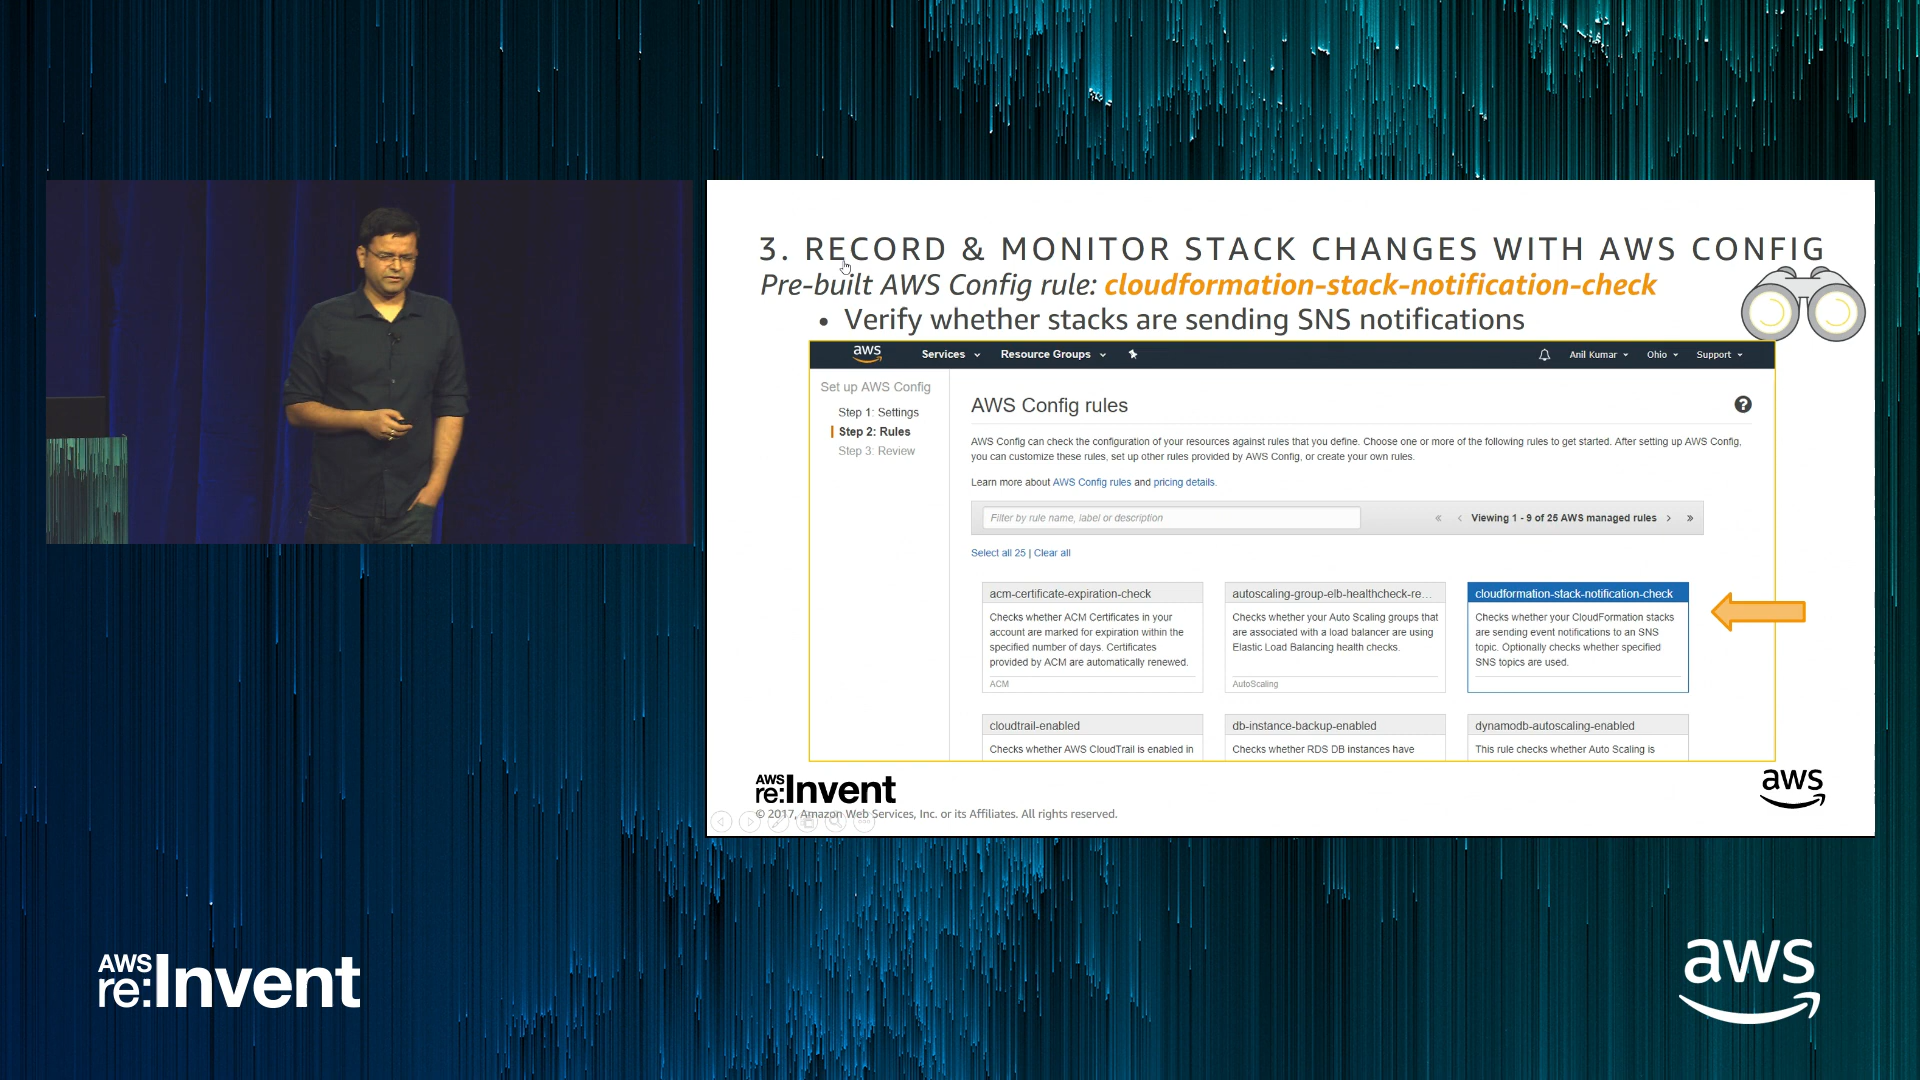 3. RECORD & MONITOR STACK CHANGES WITH AWS CONFIG
Pre-built AWS Config rule: cloudformation-stack-notification-check
• Verify whether stacks are sending SNS notifications
aws Services Resource Groups Anil Kumar Ohio Support
Set up AWS Config
Step 1: Settings
Step 2: Rules
Step 3: Review
AWS Config rules
?
AWS Config can check the configuration of your resources against rules that you define. Choose one or more of the following rules to get started. After setting up AWS Config,
you can customize these rules, set up other rules provided by AWS Config, or create your own rules.
Learn more about AWS Config rules and pricing details.
Filter by rule name, label or description
« ‹ Viewing 1 - 9 of 25 AWS managed rules › »
Select all 25 | Clear all
acm-certificate-expiration-check
Checks whether ACM Certificates in your
account are marked for expiration within the
specified number of days. Certificates
provided by ACM are automatically renewed.
ACM
autoscaling-group-elb-healthcheck-re...
Checks whether your Auto Scaling groups that
are associated with a load balancer are using
Elastic Load Balancing health checks.
AutoScaling
cloudformation-stack-notification-check
Checks whether your CloudFormation stacks
are sending event notifications to an SNS
topic. Optionally checks whether specified
SNS topics are used.
cloudtrail-enabled
Checks whether AWS CloudTrail is enabled in
db-instance-backup-enabled
Checks whether RDS DB instances have
dynamodb-autoscaling-enabled
This rule checks whether Auto Scaling is
AWS
re:Invent
aws
© 2017, Amazon Web Services, Inc. or its Affiliates. All rights reserved.
AWS
re:Invent
aws